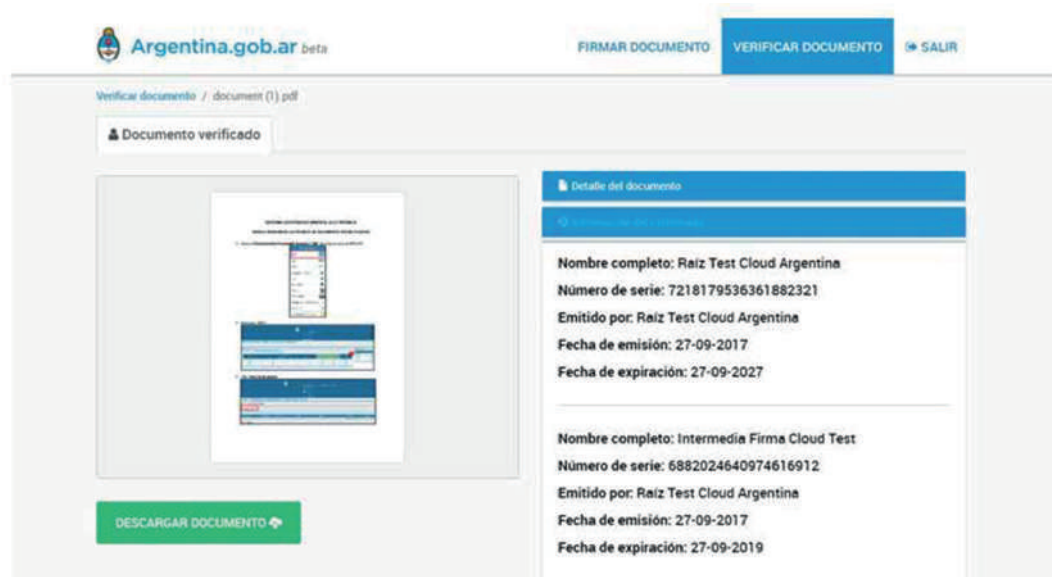 Argentina.gob.ar beta
FIRMAR DOCUMENTO
VERIFICAR DOCUMENTO
SALIR
Verificar documento / document (1).pdf
Documento verificado
Detalle del documento
Nombre completo: Raíz Test Cloud Argentina
Número de serie: 7218179536361882321
Emitido por: Raíz Test Cloud Argentina
Fecha de emisión: 27-09-2017
Fecha de expiración: 27-09-2027
Nombre completo: Intermedia Firma Cloud Test
Número de serie: 6882024640974616912
Emitido por: Raíz Test Cloud Argentina
Fecha de emisión: 27-09-2017
Fecha de expiración: 27-09-2019
DESCARGAR DOCUMENTO